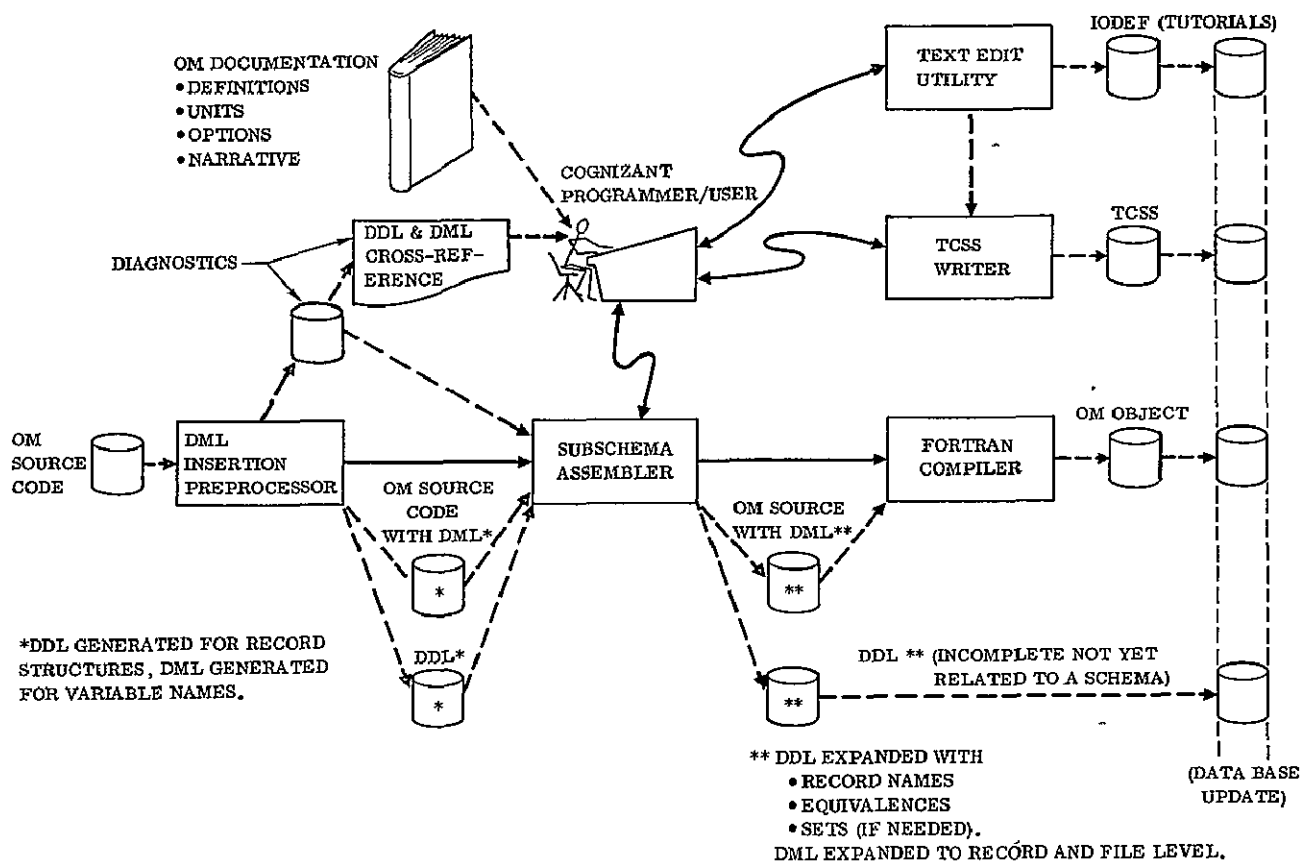 IODEF (TUTORIALS)
OM DOCUMENTATION
• DEFINITIONS
• UNITS
• OPTIONS
• NARRATIVE
TEXT EDIT
UTILITY
COGNIZANT
PROGRAMMER/USER
DDL & DML
CROSS-REF-
ERENCE
DIAGNOSTICS
TCSS
WRITER
TCSS
OM
SOURCE
CODE
DML
INSERTION
PREPROCESSOR
SUBSCHEMA
ASSEMBLER
FORTRAN
COMPILER
OM OBJECT
OM SOURCE
CODE
WITH DML*
*
OM SOURCE
WITH DML**
**
*DDL GENERATED FOR RECORD
STRUCTURES, DML GENERATED
FOR VARIABLE NAMES.
DDL*
*
DDL ** (INCOMPLETE NOT YET
RELATED TO A SCHEMA)
**
** DDL EXPANDED WITH
• RECORD NAMES
• EQUIVALENCES
• SETS (IF NEEDED).
DML EXPANDED TO RECORD AND FILE LEVEL.
(DATA BASE
UPDATE)